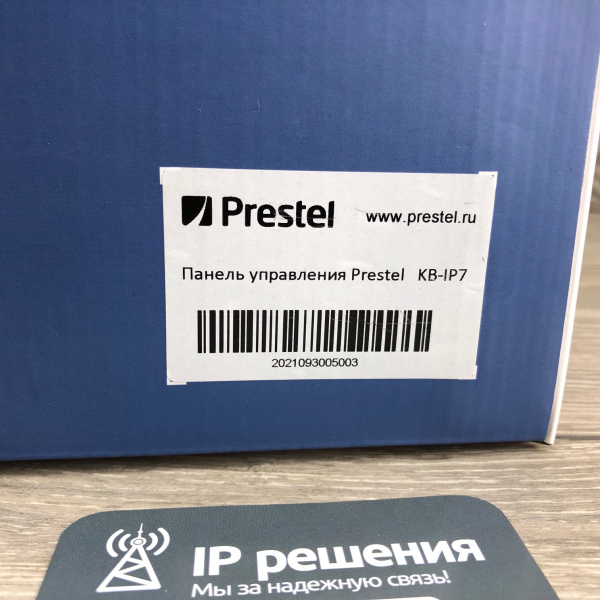 Prestel www.prestel.ru
Панель управления Prestel KB-IP7
2021093005003
IP решения
Мы за надежную связь!